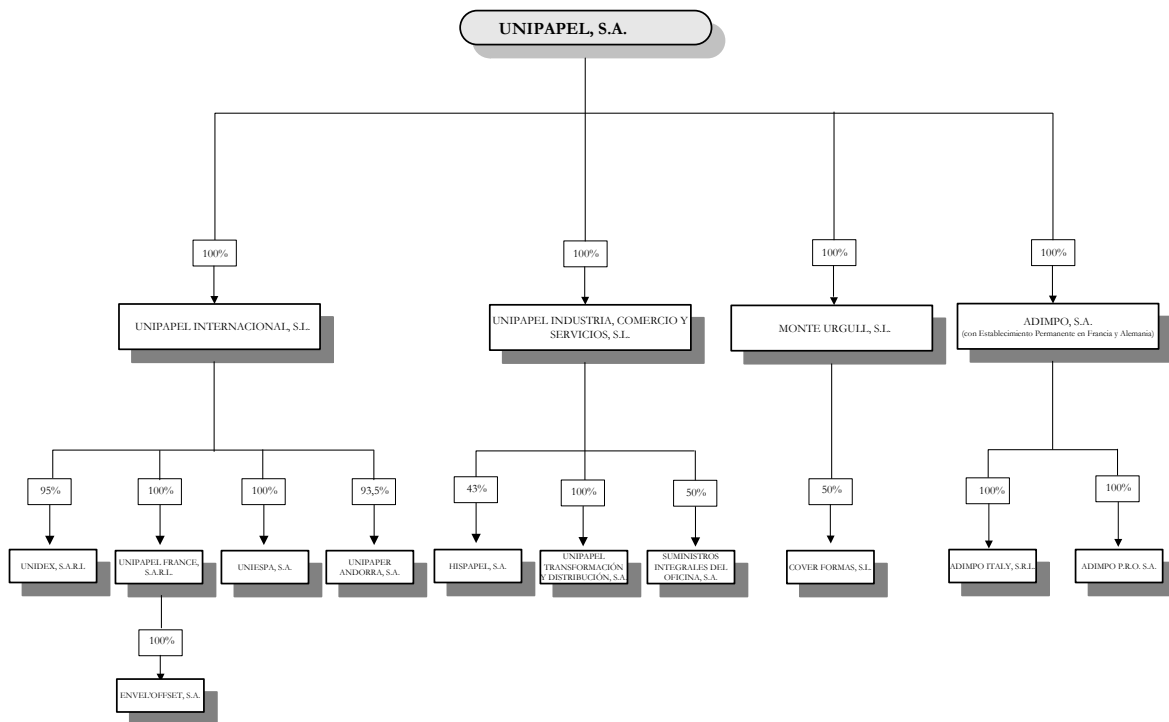 UNIPAPEL, S.A.
100%
100%
100%
100%
UNIPAPEL INTERNACIONAL, S.L.
UNIPAPEL INDUSTRIA, COMERCIO Y
SERVICIOS, S.L.
MONTE URGULL, S.L.
ADIMPO, S.A.
(con Establecimiento Permanente en Francia y Alemania)
95%
100%
100%
93,5%
43%
100%
50%
50%
100%
100%
UNIDEX, S.A.R.L
UNIPAPEL FRANCE,
S.A.R.L.
UNIESPA, S.A.
UNIPAPER
ANDORRA, S.A.
HISPAPEL, S.A.
UNIPAPEL
TRANSFORMACIÓN
Y DISTRIBUCIÓN, S.A.
SUMINISTROS
INTEGRALES DEL
OFICINA, S.A.
COVER FORMAS, S.L.
ADIMPO ITALY, S.R.L.
ADIMPO P.R.O. S.A.
100%
ENVEL'OFFSET, S.A.